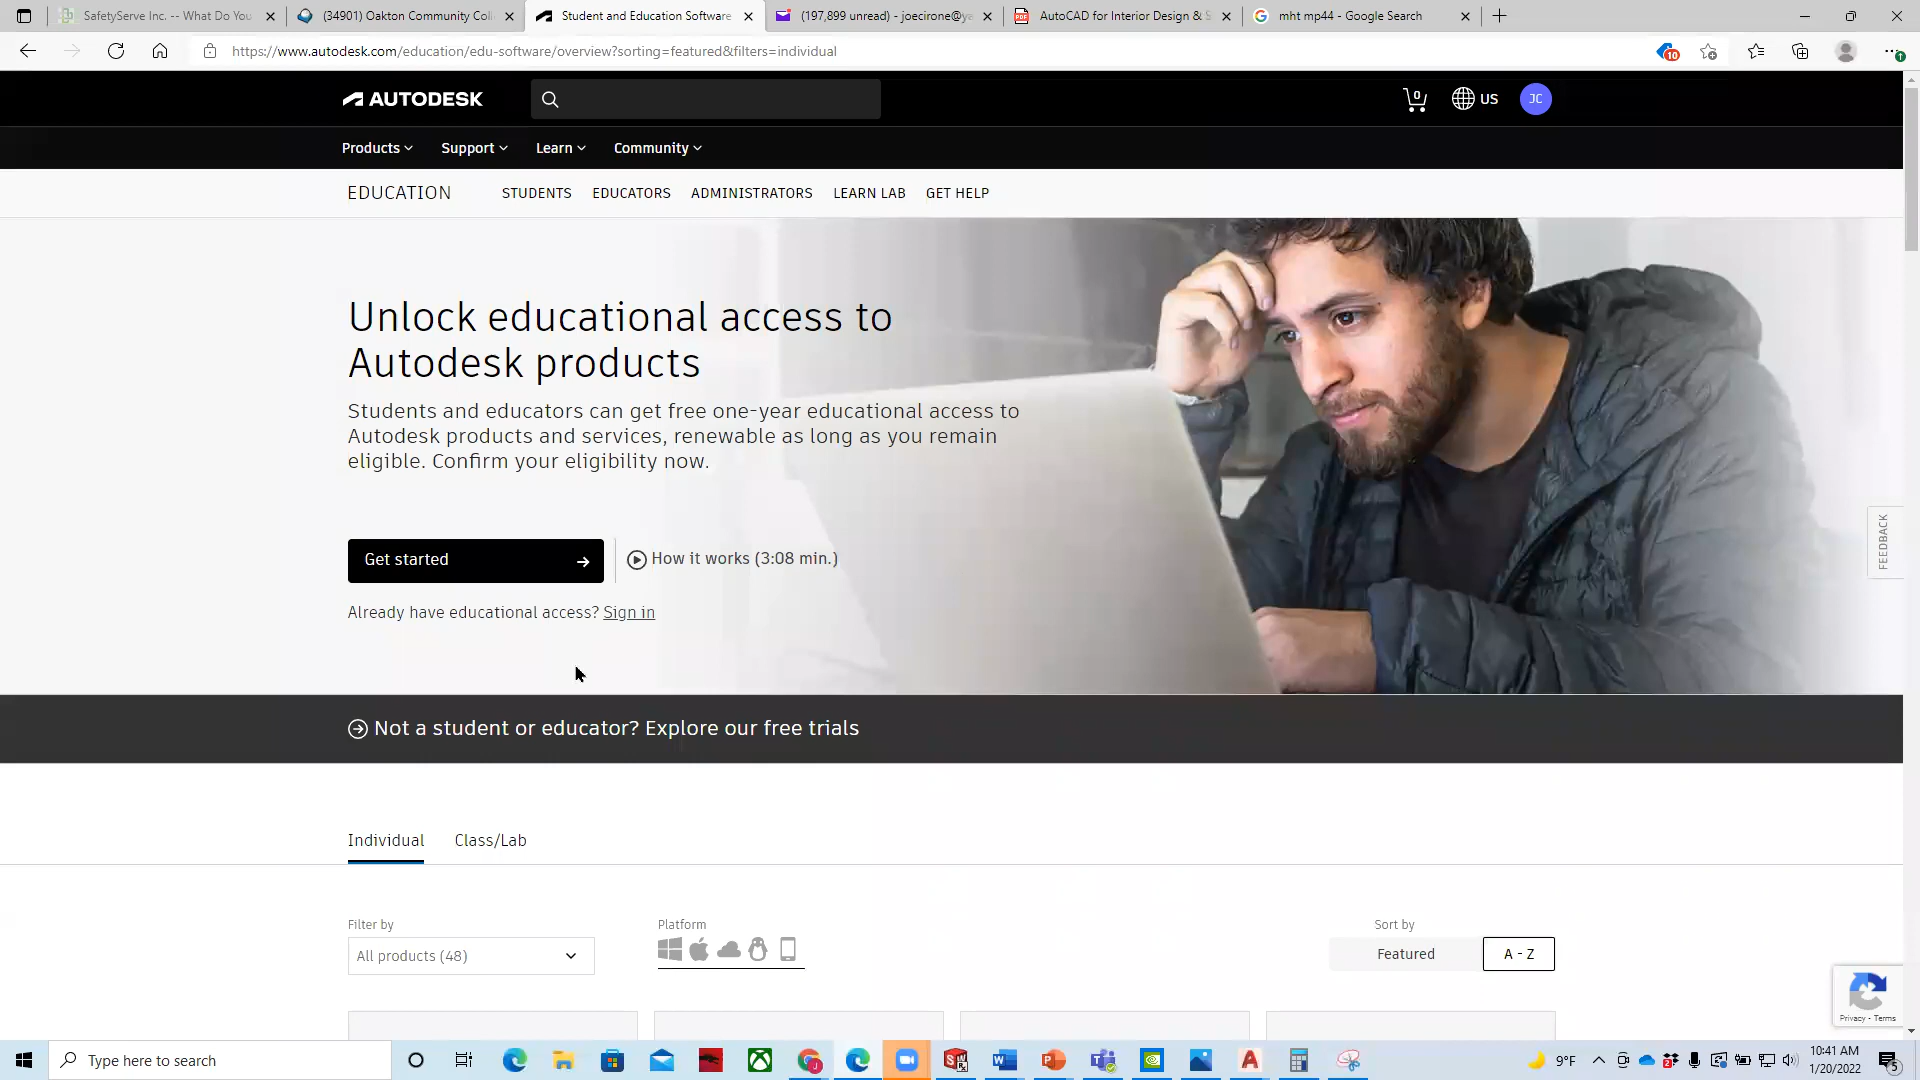 SafetyServe Inc. -- What Do You
(34901) Oakton Community Coll
Student and Education Software
(197,899 unread) - joecirone@ya
AutoCAD for Interior Design & S
mht mp44 - Google Search
https://www.autodesk.com/education/edu-software/overview?sorting=featured&filters=individual
10
AUTODESK
0
US
JC
Products
Support
Learn
Community
EDUCATION
STUDENTS
EDUCATORS
ADMINISTRATORS
LEARN LAB
GET HELP
Unlock educational access to
Autodesk products
Students and educators can get free one-year educational access to
Autodesk products and services, renewable as long as you remain
eligible. Confirm your eligibility now.
Get started
How it works (3:08 min.)
Already have educational access? Sign in
FEEDBACK
Not a student or educator? Explore our free trials
Individual
Class/Lab
Filter by
Platform
Sort by
All products (48)
Featured
A - Z
Privacy - Terms
Type here to search
9°F
10:41 AM
1/20/2022
5